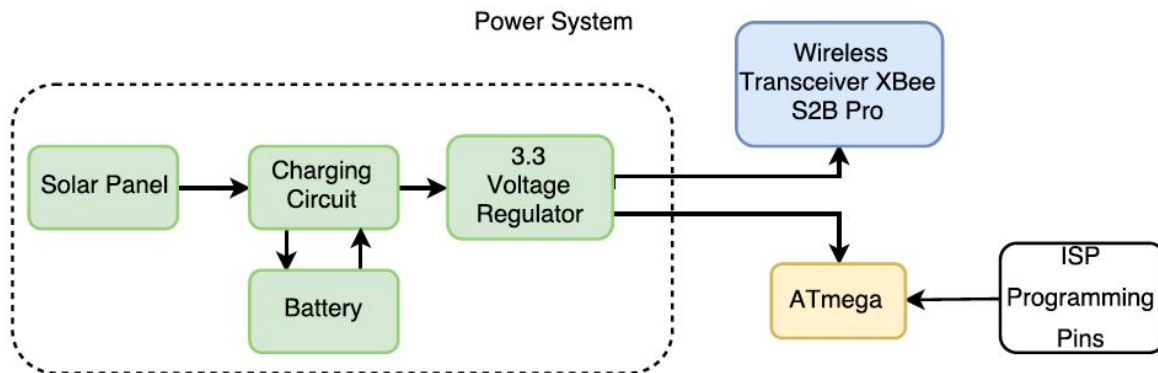 Power System
Wireless
Transceiver XBee
S2B Pro
Solar Panel
Charging
Circuit
3.3
Voltage
Regulator
Battery
ATmega
ISP
Programming
Pins